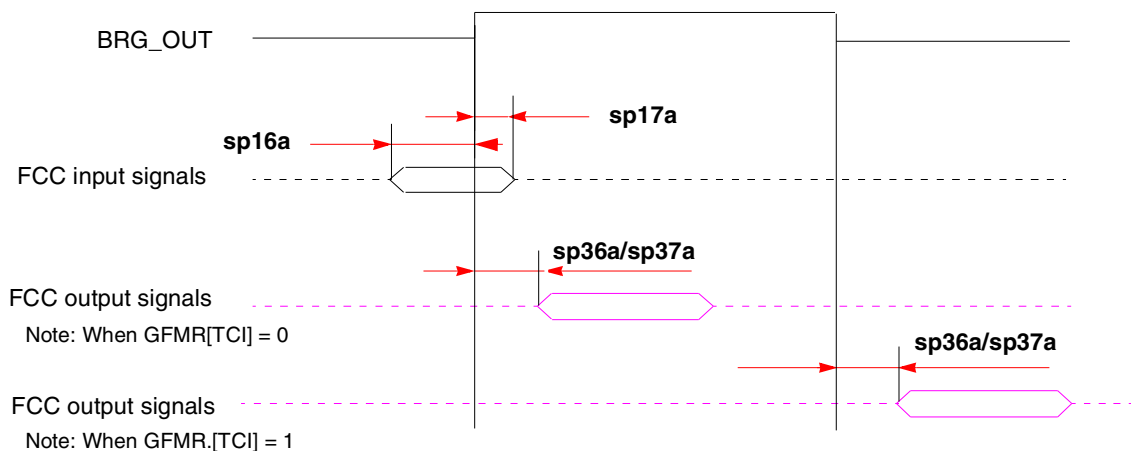 BRG_OUT
sp17a
sp16a
FCC input signals
sp36a/sp37a
FCC output signals
Note: When GFMR[TCI] = 0
sp36a/sp37a
FCC output signals
Note: When GFMR.[TCI] = 1